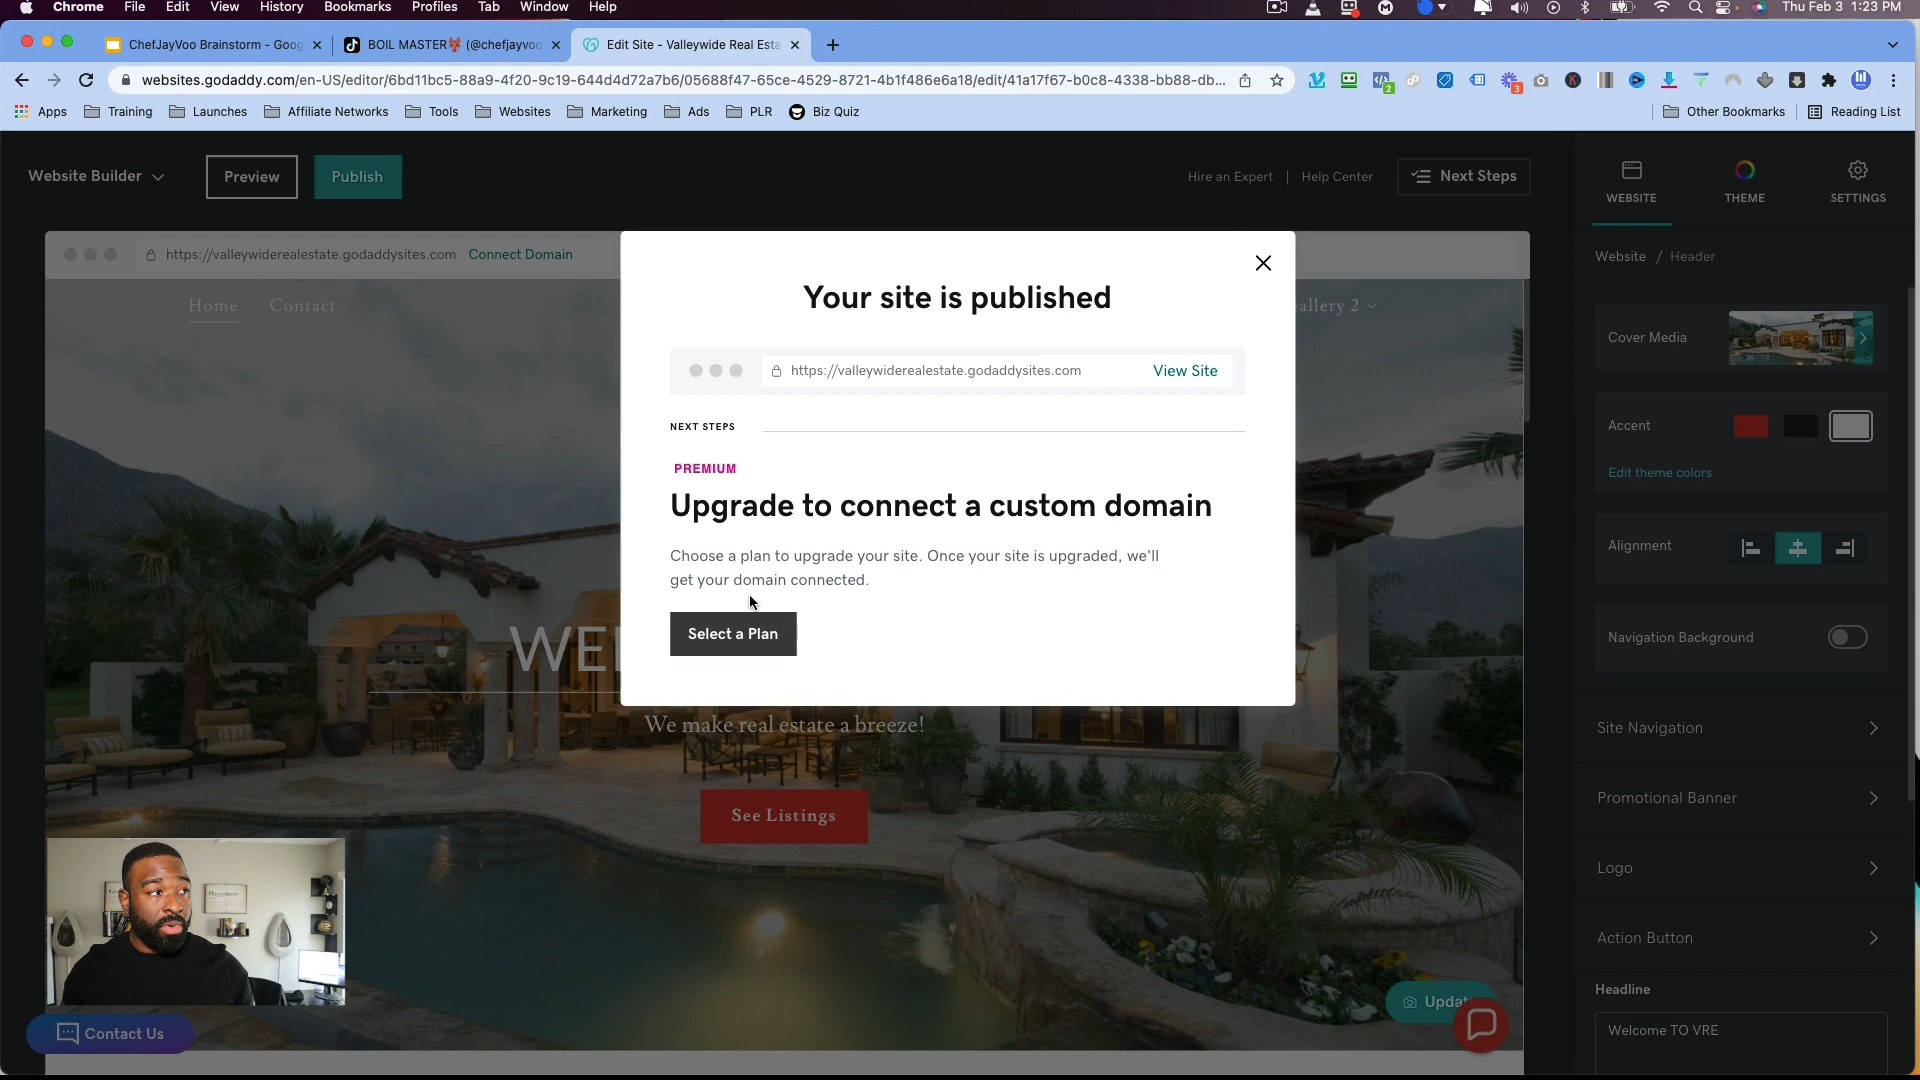 Chrome File Edit View History Bookmarks Profiles Tab Window Help Thu Feb 3 1:23 PM
ChefJayVoo Brainstorm - Goog BOIL MASTER🦞 (@chefjayvoo Edit Site - Valleywide Real Esta
websites.godaddy.com/en-US/editor/6bd11bc5-88a9-4f20-9c19-644d4d72a7b6/05688f47-65ce-4529-8721-4b1f486e6a18/edit/41a17f67-b0c8-4338-bb88-db...
Apps Training Launches Affiliate Networks Tools Websites Marketing Ads PLR Biz Quiz Other Bookmarks Reading List
Website Builder Preview Publish Hire an Expert | Help Center Next Steps
WEBSITE THEME SETTINGS
https://valleywiderealestate.godaddysites.com Connect Domain
Home Contact
allery 2
Your site is published
https://valleywiderealestate.godaddysites.com View Site
NEXT STEPS
PREMIUM
Upgrade to connect a custom domain
Choose a plan to upgrade your site. Once your site is upgraded, we'll
get your domain connected.
Select a Plan
WE
We make real estate a breeze!
See Listings
Happiness
Contact Us
Updat
Website / Header
Cover Media
Accent
Edit theme colors
Alignment
Navigation Background
Site Navigation
Promotional Banner
Logo
Action Button
Headline
Welcome TO VRE